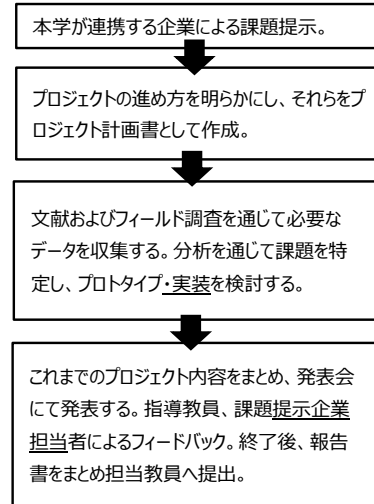 本学が連携する企業による課題提示。
プロジェクトの進め方を明らかにし、それらをプ
ロジェクト計画書として作成。
文献およびフィールド調査を通じて必要な
データを収集する。分析を通じて課題を特
定し、プロトタイプ・実装を検討する。
これまでのプロジェクト内容をまとめ、発表会
にて発表する。指導教員、課題提示企業
担当者によるフィードバック。終了後、報告
書をまとめ担当教員へ提出。